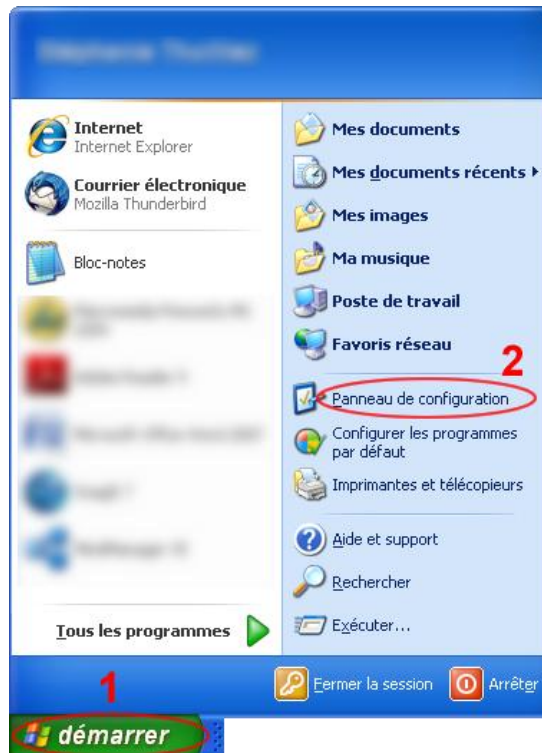 Internet
Internet Explorer
Courrier électronique
Mozilla Thunderbird
Bloc-notes
Tous les programmes
Mes documents
Mes documents récents
Mes images
Ma musique
Poste de travail
Favoris réseau
2
Panneau de configuration
Configurer les programmes
par défaut
Imprimantes et télécopieurs
Aide et support
Rechercher
Exécuter...
1
Fermer la session
Arrêter
démarrer